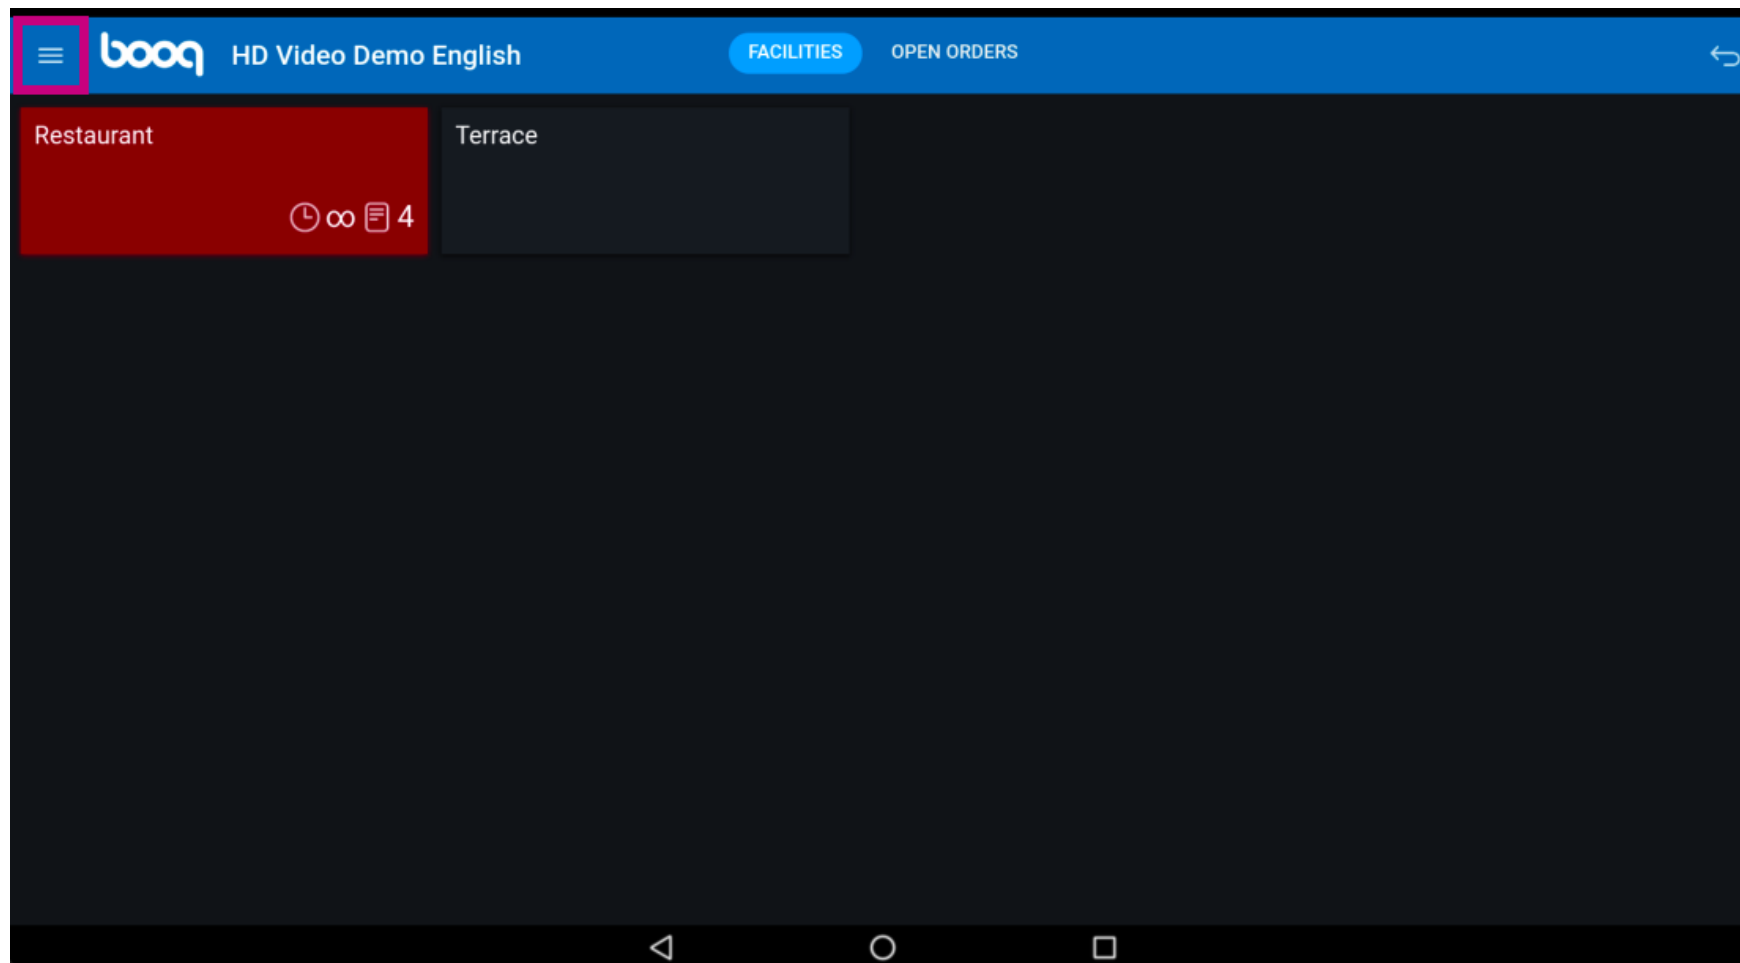 booq HD Video Demo English FACILITIES OPEN ORDERS
Restaurant Terrace
∞ 4